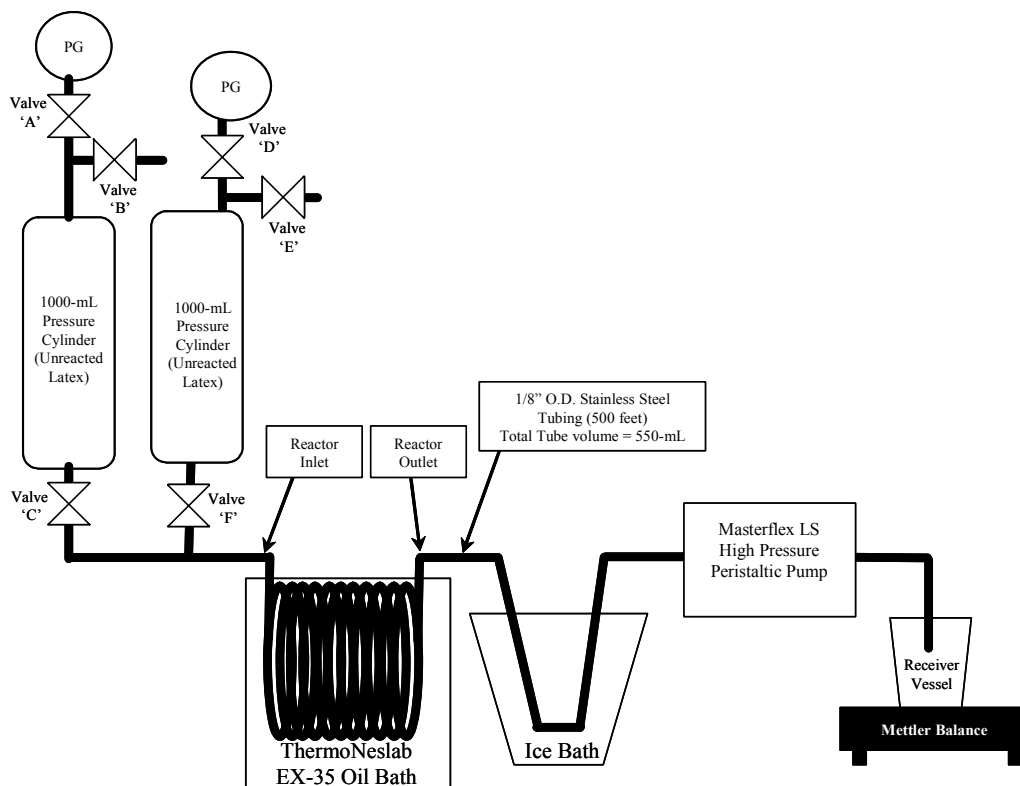 PG
PG
Valve
‘A’
Valve
‘D’
Valve
‘B’
Valve
‘E’
1000-mL
Pressure
Cylinder
(Unreacted
Latex)
1000-mL
Pressure
Cylinder
(Unreacted
Latex)
1/8” O.D. Stainless Steel
Tubing (500 feet)
Total Tube volume = 550-mL
Reactor
Inlet
Reactor
Outlet
Valve
‘C’
Valve
‘F’
Masterflex LS
High Pressure
Peristaltic Pump
Receiver
Vessel
Mettler Balance
ThermoNeslab
EX-35 Oil Bath
Ice Bath